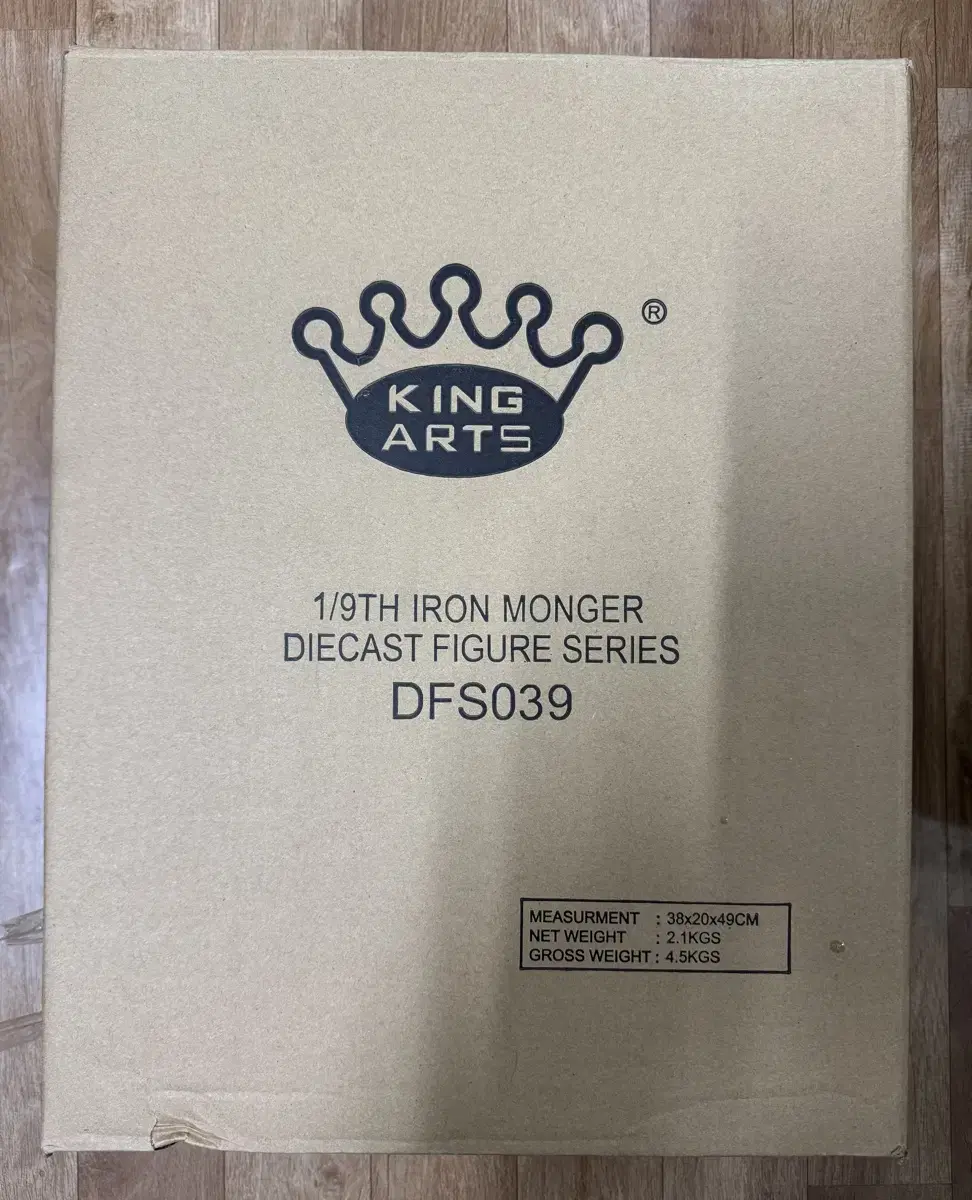 ®
KING
ARTS
1/9TH IRON MONGER
DIECAST FIGURE SERIES
DFS039
MEASURMENT : 38x20x49CM
NET WEIGHT : 2.1KGS
GROSS WEIGHT : 4.5KGS